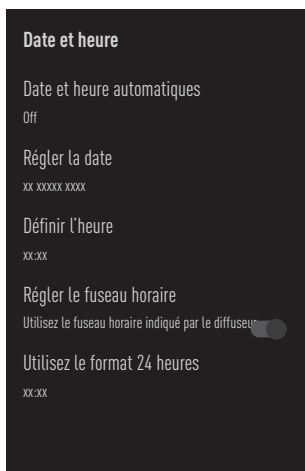 Date et heure
Date et heure automatiques
Off
Régler la date
xx xxxxx xxxx
Définir l'heure
xx:xx
Régler le fuseau horaire
Utilisez le fuseau horaire indiqué par le diffuseur
Utilisez le format 24 heures
xx:xx